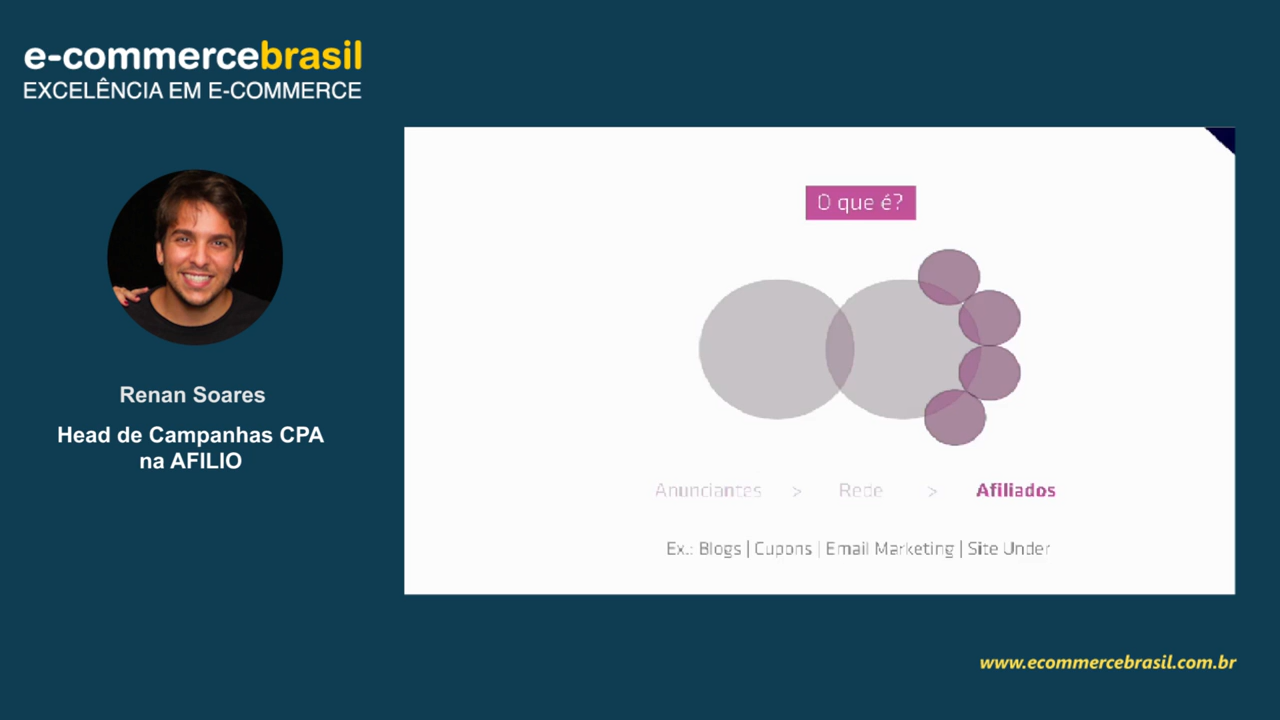 e-commercebrasil
EXCELÊNCIA EM E-COMMERCE
Renan Soares
Head de Campanhas CPA
na AFILIO
O que é?
Anunciantes > Rede > Afiliados
Ex.: Blogs | Cupons | Email Marketing | Site Under
www.ecommercebrasil.com.br